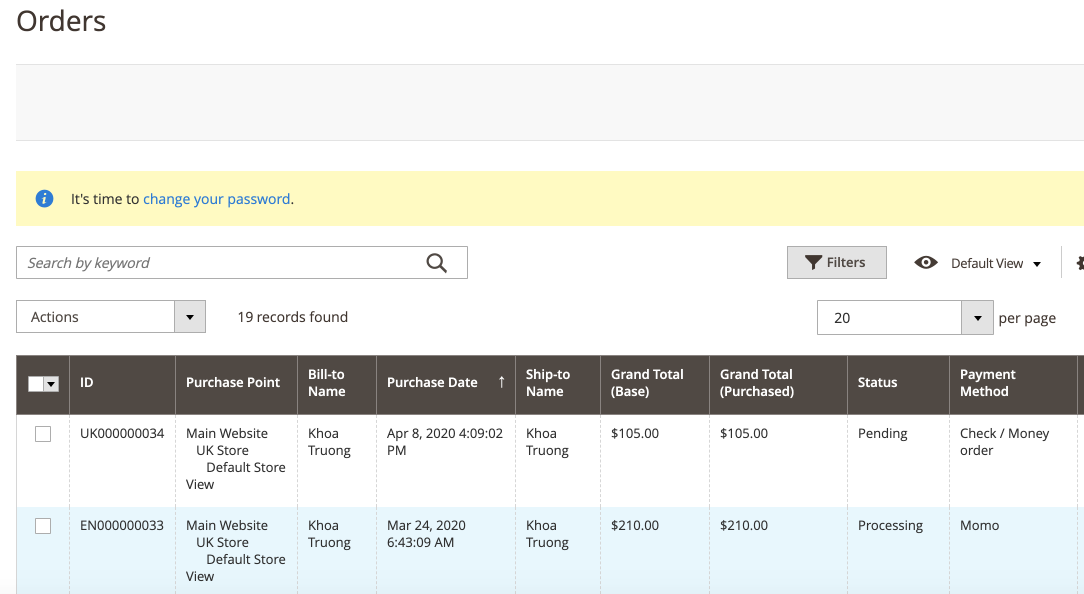 Orders
It's time to change your password.
Search by keyword
Filters
Default View
Actions
19 records found
20
per page
ID
Purchase Point
Bill-to
Name
Purchase Date ↑
Ship-to
Name
Grand Total
(Base)
Grand Total
(Purchased)
Status
Payment
Method
UK000000034
Main Website
UK Store
Default Store
View
Khoa
Truong
Apr 8, 2020 4:09:02
PM
Khoa
Truong
$105.00
$105.00
Pending
Check / Money
order
EN000000033
Main Website
UK Store
Default Store
View
Khoa
Truong
Mar 24, 2020
6:43:09 AM
Khoa
Truong
$210.00
$210.00
Processing
Momo